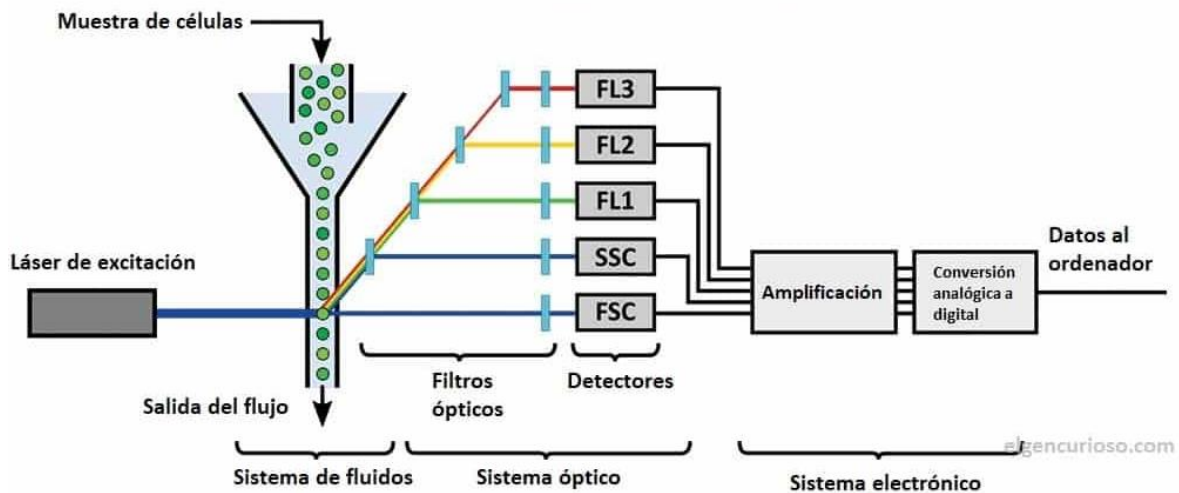 Muestra de células
FL3
FL2
FL1
SSC
FSC
Láser de excitación
Amplificación
Conversión
analógica a
digital
Datos al
ordenador
Salida del flujo
Filtros
ópticos
Detectores
Sistema de fluidos
Sistema óptico
Sistema electrónico
elgencurioso.com